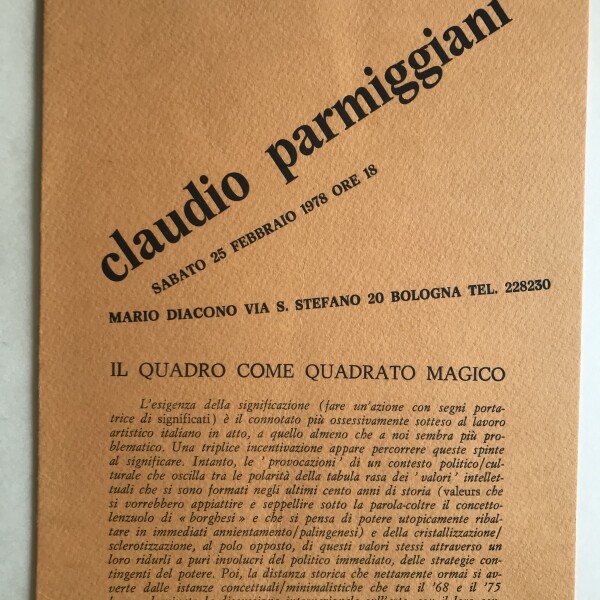 claudio parmiggiani
SABATO 25 FEBBRAIO 1978 ORE 18
MARIO DIACONO VIA S. STEFANO 20 BOLOGNA TEL. 228230
IL QUADRO COME QUADRATO MAGICO
L'esigenza della significazione (fare un'azione con segni porta-
trice di significati) è il connotato più ossessivamente sotteso al lavoro
artistico italiano in atto, a quello almeno che a noi sembra più pro-
blematico. Una triplice incentivazione appare percorrere queste spinte
al significare. Intanto, le 'provocazioni' di un contesto politico/cul-
turale che oscilla tra le polarità della tabula rasa dei 'valori' intellet-
tuali che si sono formati negli ultimi cento anni di storia (valeurs che
si vorrebbero appiattire e seppellire sotto la parola-coltre il concetto-
lenzuolo di « borghesi » e che si pensa di potere utopicamente ribal-
tare in immediati annientamento/palingenesi) e della cristallizzazione/
sclerotizzazione, al polo opposto, di questi valori stessi attraverso un
loro ridurli a puri involucri del politico immediato, delle strategie con-
tingenti del potere. Poi, la distanza storica che nettamente ormai si av-
verte dalle istanze concettuali/minimalistiche che tra il '68 e il '75